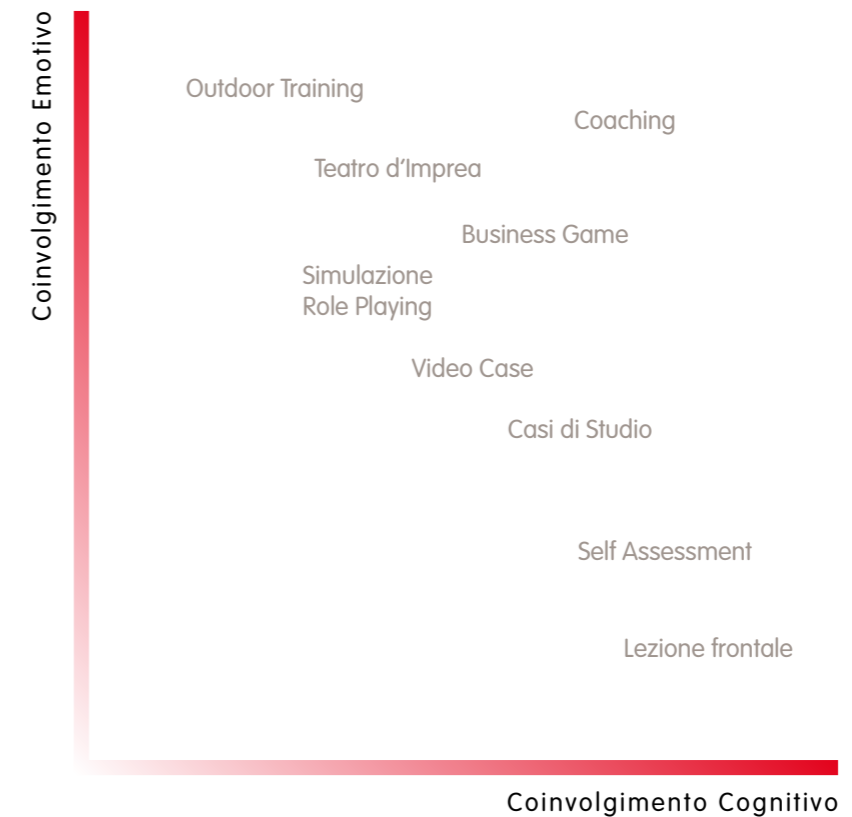 Coinvolgimento Emotivo
Outdoor Training
Coaching
Teatro d'Imprea
Business Game
Simulazione
Role Playing
Video Case
Casi di Studio
Self Assessment
Lezione frontale
Coinvolgimento Cognitivo